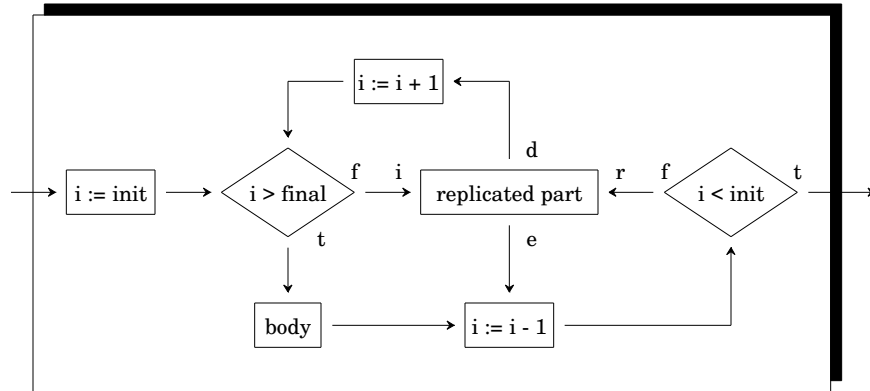 i := i + 1
d
i := init
i > final
f
i
replicated part
r
f
i < init
t
t
e
body
i := i - 1